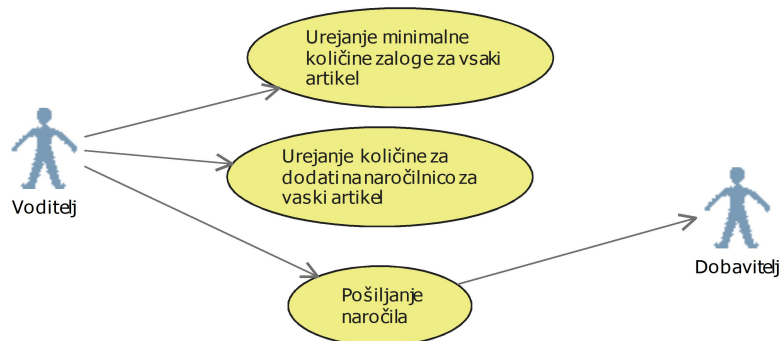 Urejanje minimalne
količine zaloge za vsaki
artikel
Voditelj
Urejanje količine za
dodati na naročilnico za
vaski artikel
Dobavitelj
Pošiljanje
naročila